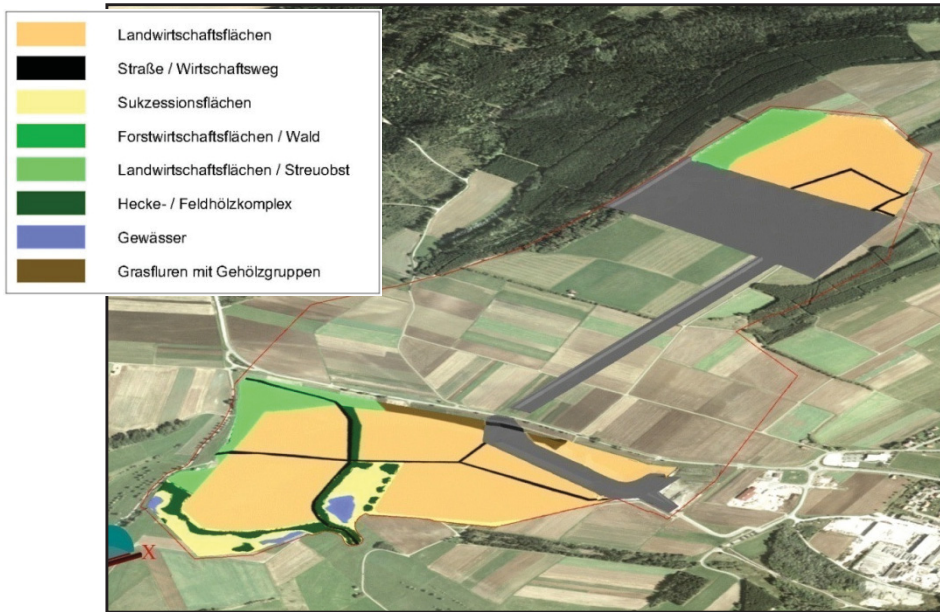 Landwirtschaftsflächen
Straße / Wirtschaftsweg
Sukzessionsflächen
Forstwirtschaftsflächen / Wald
Landwirtschaftsflächen / Streuobst
Hecke- / Feldhölzkomplex
Gewässer
Grasfluren mit Gehölzgruppen
X